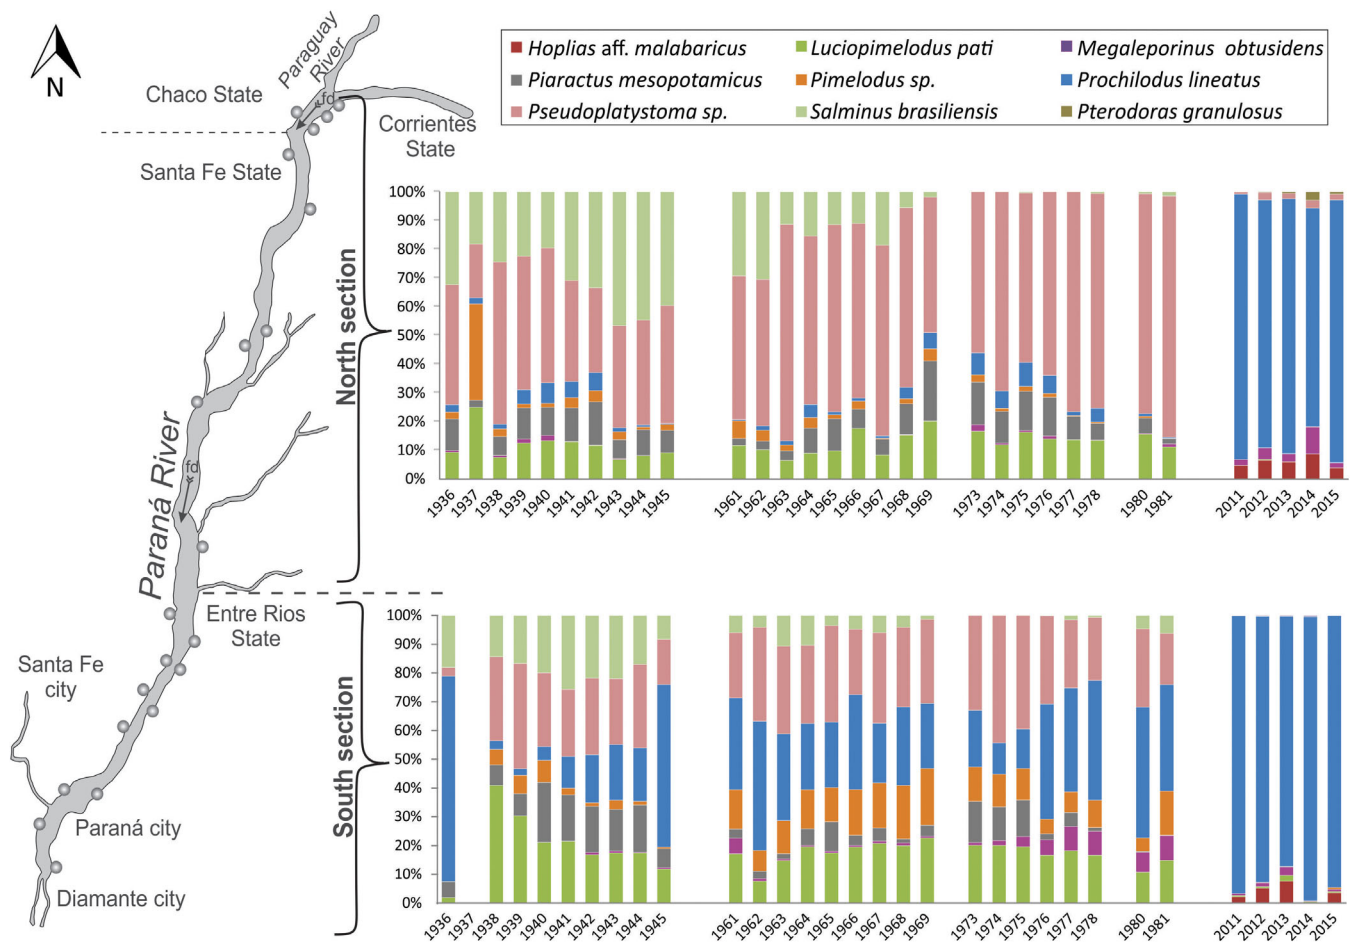 N
Paraguay
River
Chaco State
fd
Corrientes
State
Santa Fe State
Hoplias aff. malabaricus
Luciopimelodus pati
Megaleporinus obtusidens
Piaractus mesopotamicus
Pimelodus sp.
Prochilodus lineatus
Pseudoplatystoma sp.
Salminus brasiliensis
Pterodoras granulosus
North section
100%
90%
80%
70%
60%
50%
40%
30%
20%
10%
0%
1936 1937 1938 1939 1940 1941 1942 1943 1944 1945 1961 1962 1963 1964 1965 1966 1967 1968 1969 1973 1974 1975 1976 1977 1978 1980 1981 2011 2012 2013 2014 2015
Paraná River
fd
Entre Rios
State
Santa Fe
city
Paraná city
Diamante city
South section
100%
90%
80%
70%
60%
50%
40%
30%
20%
10%
0%
1936 1937 1938 1939 1940 1941 1942 1943 1944 1945 1961 1962 1963 1964 1965 1966 1967 1968 1969 1973 1974 1975 1976 1977 1978 1980 1981 2011 2012 2013 2014 2015